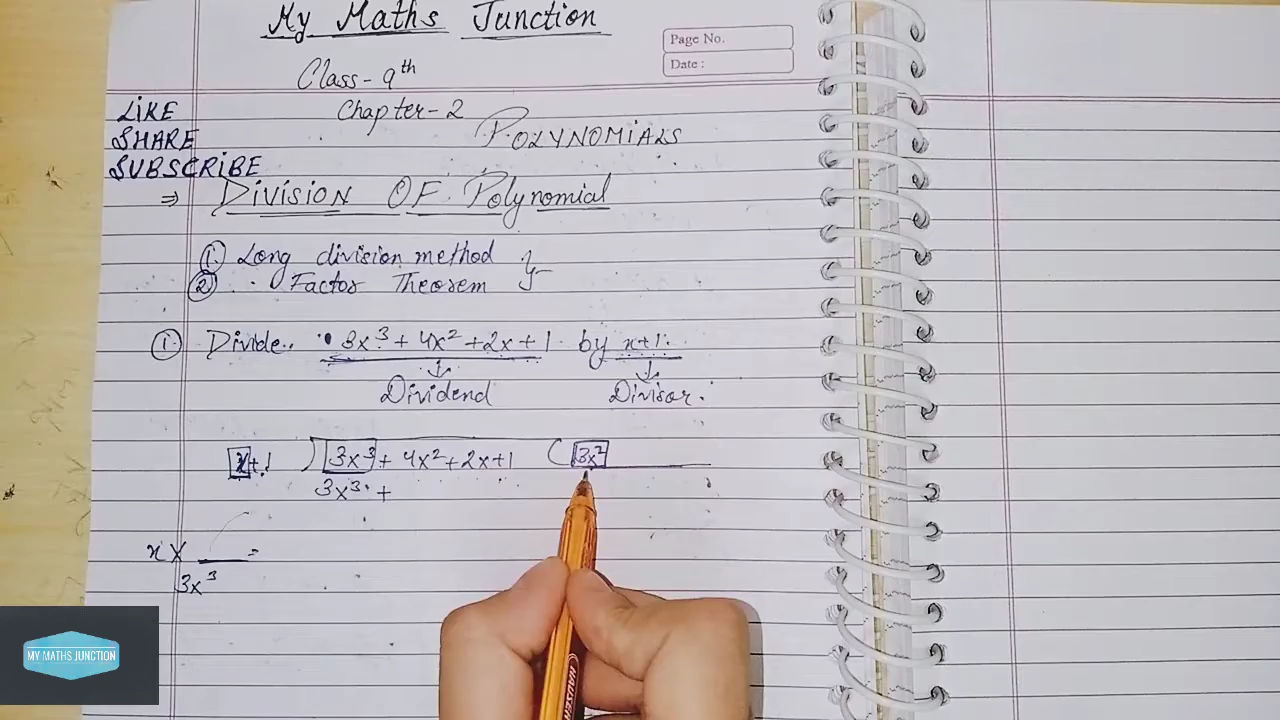 My Maths Junction
Page No.
Date :
Class - 9th
Chapter - 2
LIKE
SHARE
SUBSCRIBE
POLYNOMIALS
⇒ Division OF Polynomial
① Long division method
② Factor Theorem
① Divide 3x³ + 4x² + 2x + 1 by x+1.
Dividend Divisor.
x+1 ) 3x³ + 4x² + 2x + 1 ( 3x²
3x³ +
x × __ =
3x³
MY MATHS JUNCTION